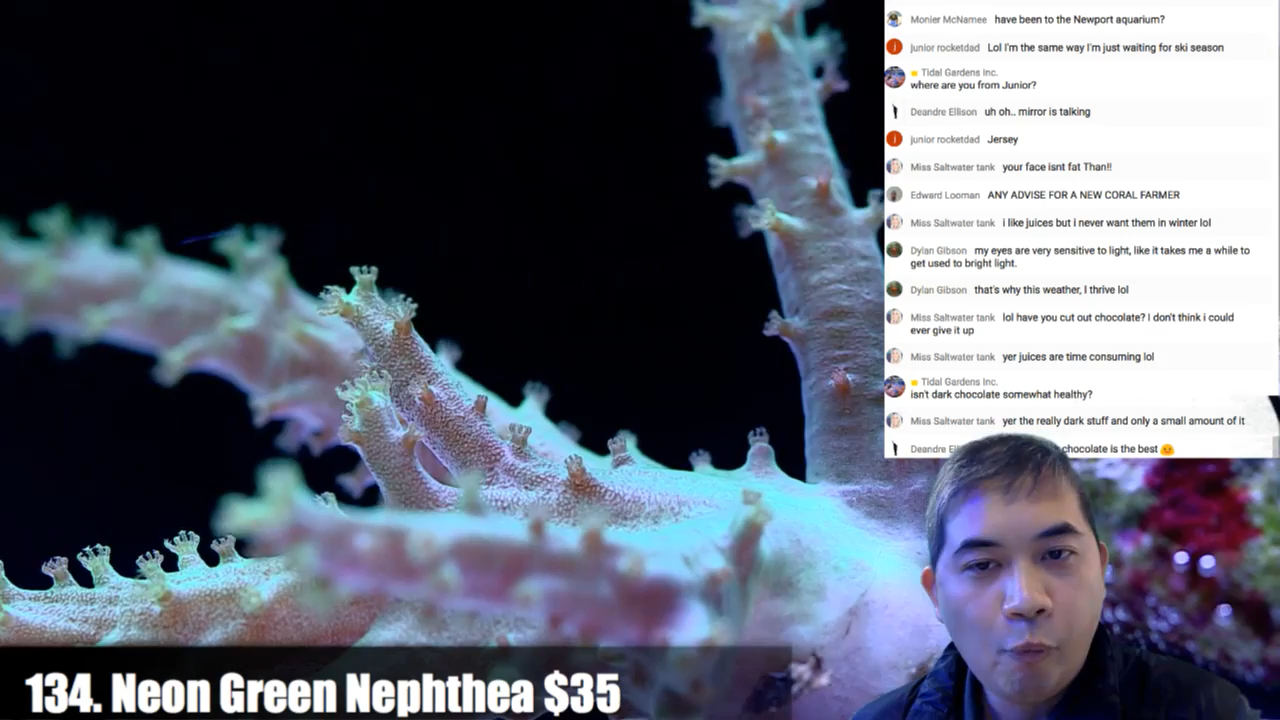 Monier McNamee have been to the Newport aquarium?
junior rocketdad Lol I'm the same way I'm just waiting for ski season
Tidal Gardens Inc.
where are you from Junior?
Deandre Ellison uh oh.. mirror is talking
junior rocketdad Jersey
Miss Saltwater tank your face isnt fat Than!!
Edward Looman ANY ADVISE FOR A NEW CORAL FARMER
Miss Saltwater tank i like juices but i never want them in winter lol
Dylan Gibson my eyes are very sensitive to light, like it takes me a while to
get used to bright light.
Dylan Gibson that's why this weather, I thrive lol
Miss Saltwater tank lol have you cut out chocolate? I don't think i could
ever give it up
Miss Saltwater tank yer juices are time consuming lol
Tidal Gardens Inc.
isn't dark chocolate somewhat healthy?
Miss Saltwater tank yer the really dark stuff and only a small amount of it
Deandre chocolate is the best
134. Neon Green Nephthea $35